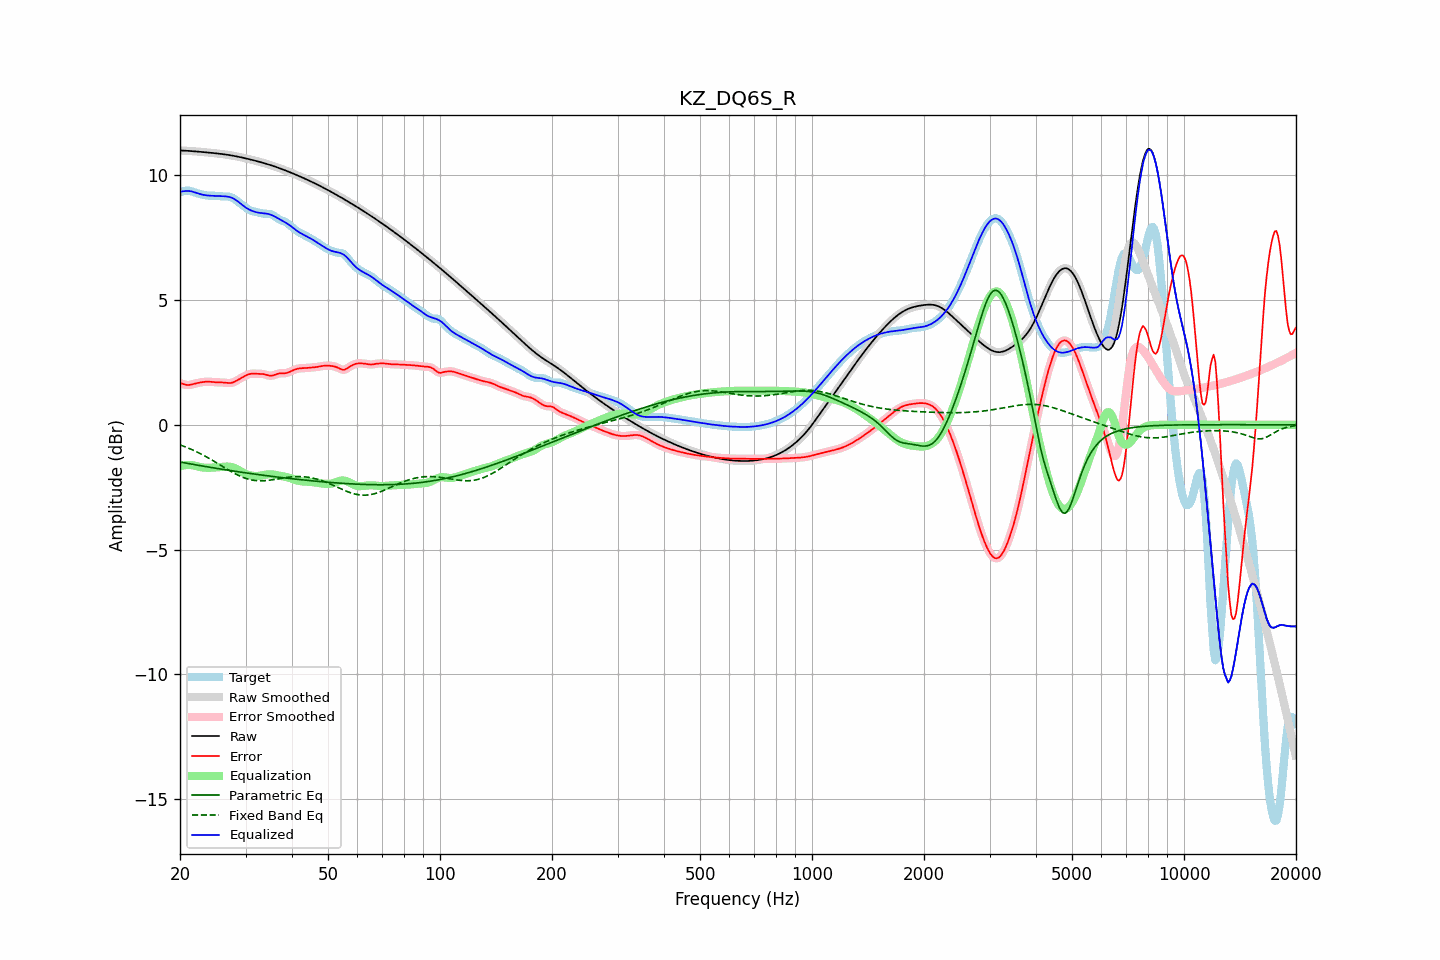 KZ_DQ6S_R
Amplitude (dBr)
10
5
0
−5
−10
−15
Target
Raw Smoothed
Error Smoothed
Raw
Error
Equalization
Parametric Eq
Fixed Band Eq
Equalized
20 50 100 200 500 1000 2000 5000 10000 20000
Frequency (Hz)